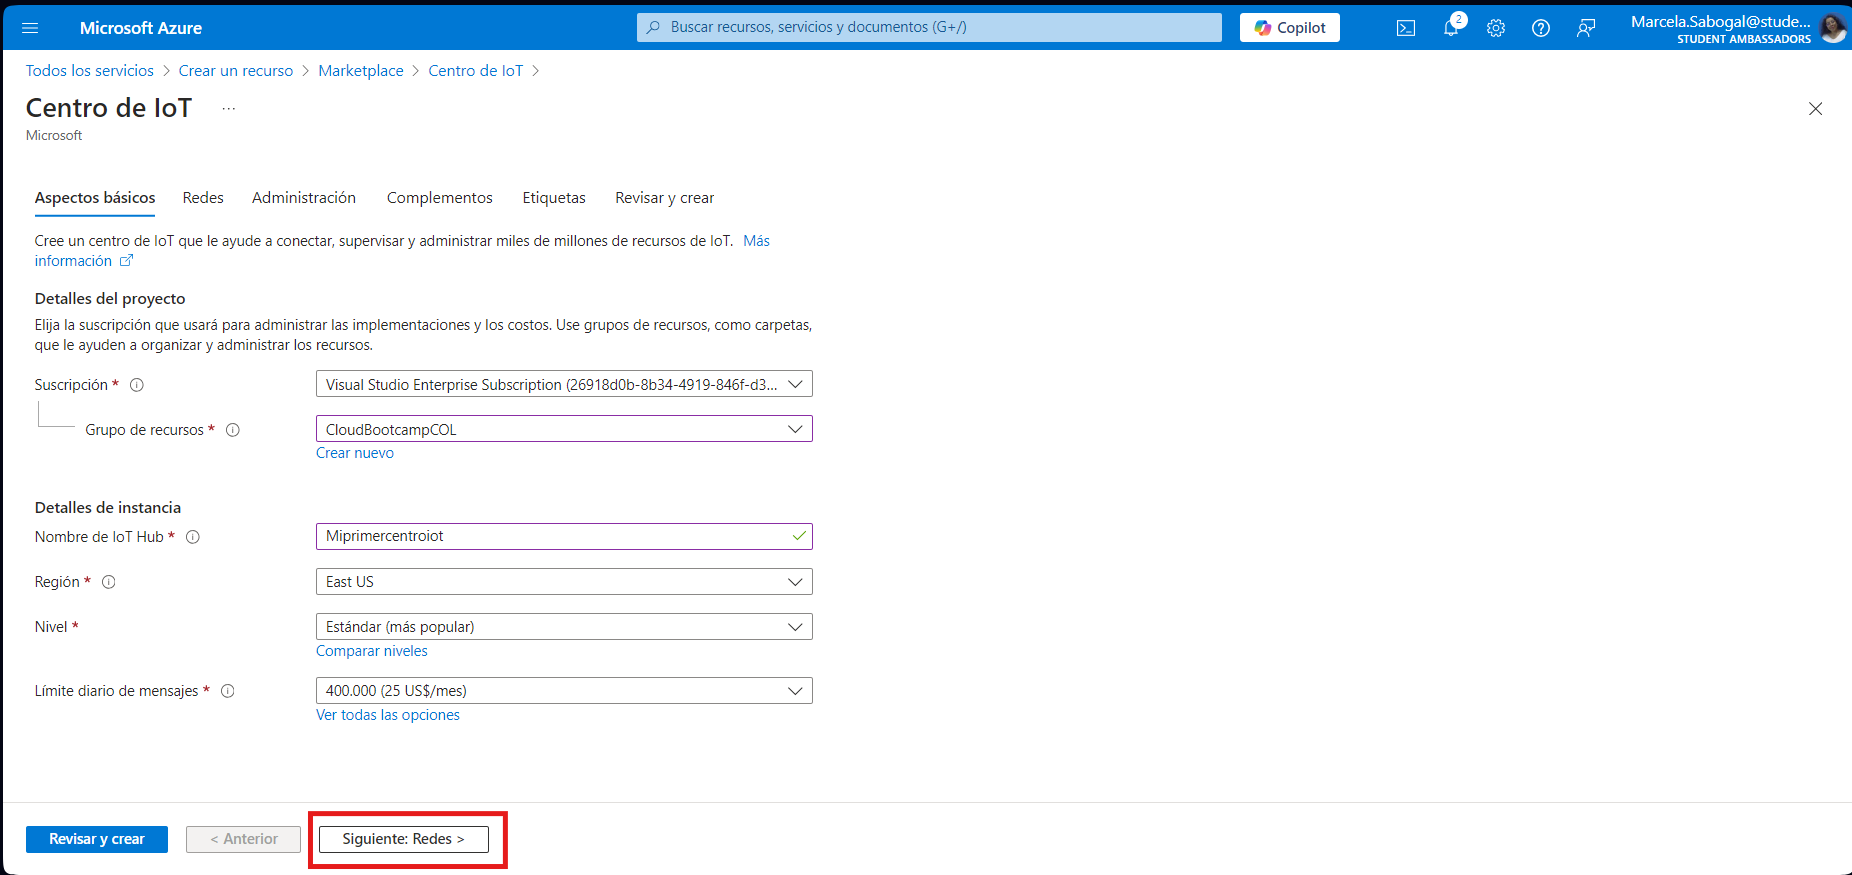 Microsoft Azure
Buscar recursos, servicios y documentos (G+/)
Copilot
2
Marcela.Sabogal@stude...
STUDENT AMBASSADORS
Todos los servicios > Crear un recurso > Marketplace > Centro de IoT >
Centro de IoT ...
Microsoft
Aspectos básicos Redes Administración Complementos Etiquetas Revisar y crear
Cree un centro de IoT que le ayude a conectar, supervisar y administrar miles de millones de recursos de IoT. Más
información
Detalles del proyecto
Elija la suscripción que usará para administrar las implementaciones y los costos. Use grupos de recursos, como carpetas,
que le ayuden a organizar y administrar los recursos.
Suscripción * Visual Studio Enterprise Subscription (26918d0b-8b34-4919-846f-d3...
Grupo de recursos * CloudBootcampCOL
Crear nuevo
Detalles de instancia
Nombre de IoT Hub * Miprimercentroiot
Región * East US
Nivel * Estándar (más popular)
Comparar niveles
Límite diario de mensajes * 400.000 (25 US$/mes)
Ver todas las opciones
Revisar y crear < Anterior Siguiente: Redes >